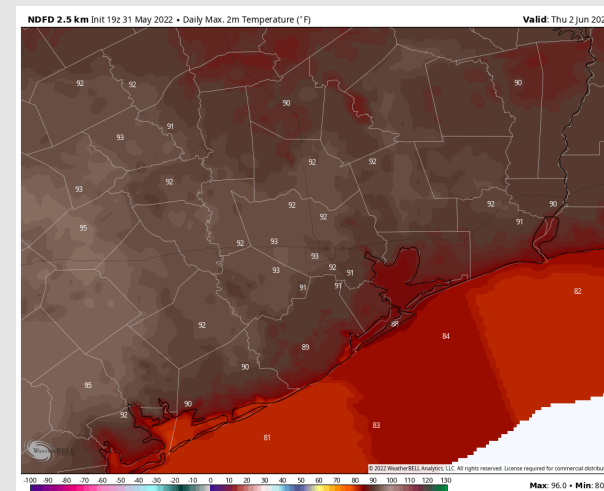 NDFD 2.5 km Init 19z 31 May 2022 • Daily Max. 2m Temperature (°F)
Valid: Thu 2 Jun 202
92 92 90
90
91
93
92 92
92
93
92 92 90
92 91
95
92 93
93
93 92 91
91 91 82
92
84
89
90
95
90
92
83
81
WeatherBELL
© 2022 WeatherBELL Analytics, LLC. All rights reserved. License required for commercial distribu
-100 -90 -80 -70 -60 -50 -40 -30 -20 -10 0 10 20 30 40 50 60 70 80 90 100 110 120 130
Max: 96.0 • Min: 80